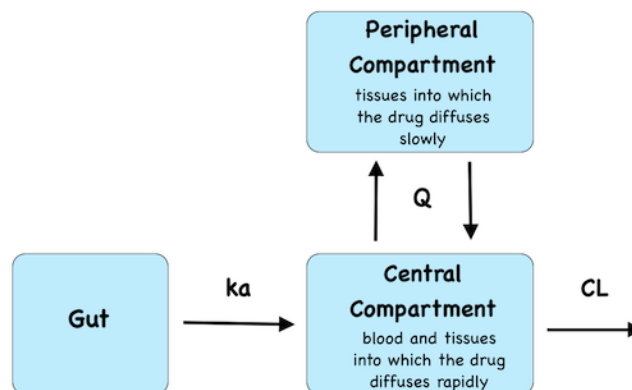 Peripheral
Compartment
tissues into which
the drug diffuses
slowly
Q
Gut
ka
Central
Compartment
blood and tissues
into which the drug
diffuses rapidly
CL